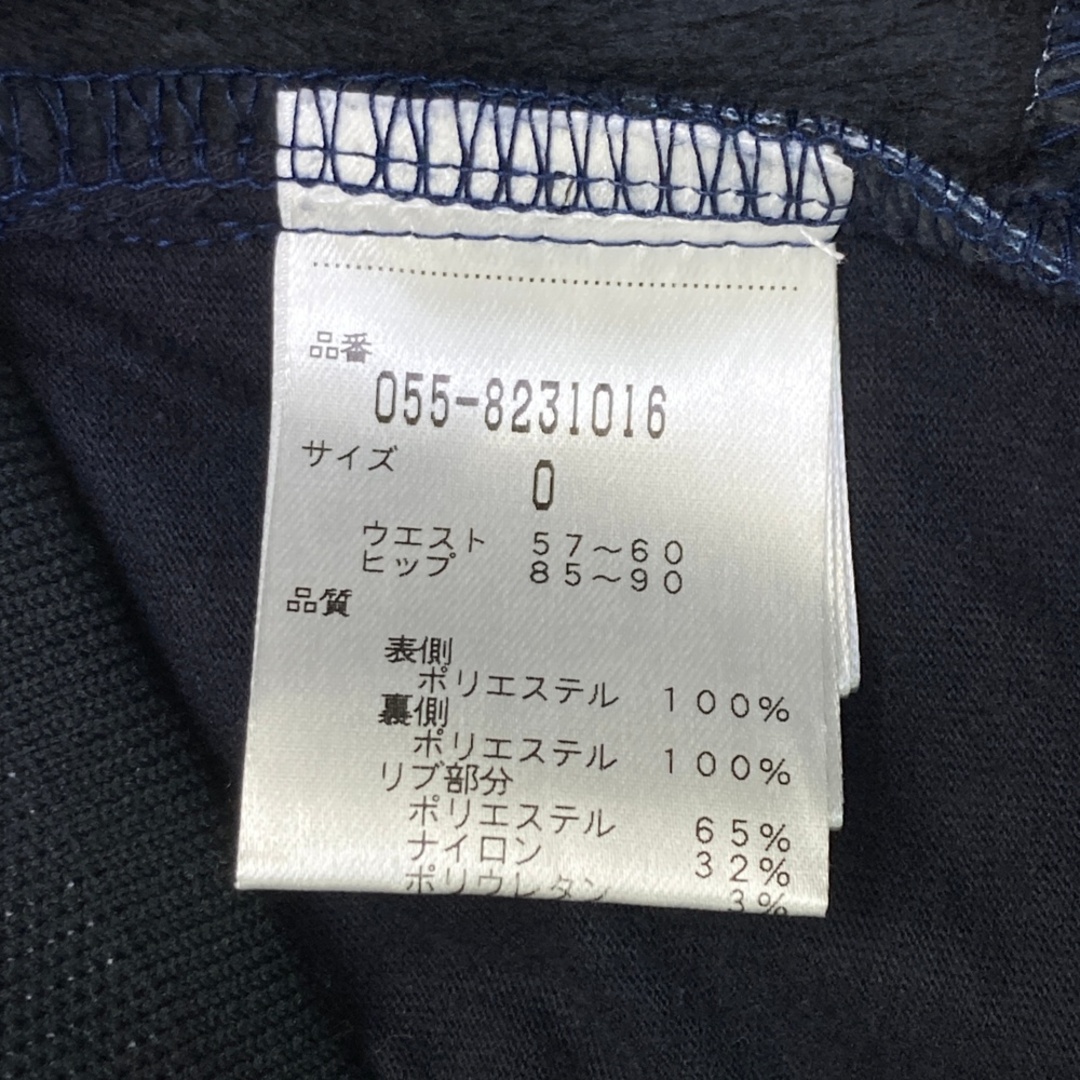 品番
055-8231016
サイズ
0
ウエスト 57～60
ヒップ 85～90
品質
表側
ポリエステル 100%
裏側
ポリエステル 100%
リブ部分
ポリエステル 65%
ナイロン 32%
ポリウレタン 3%